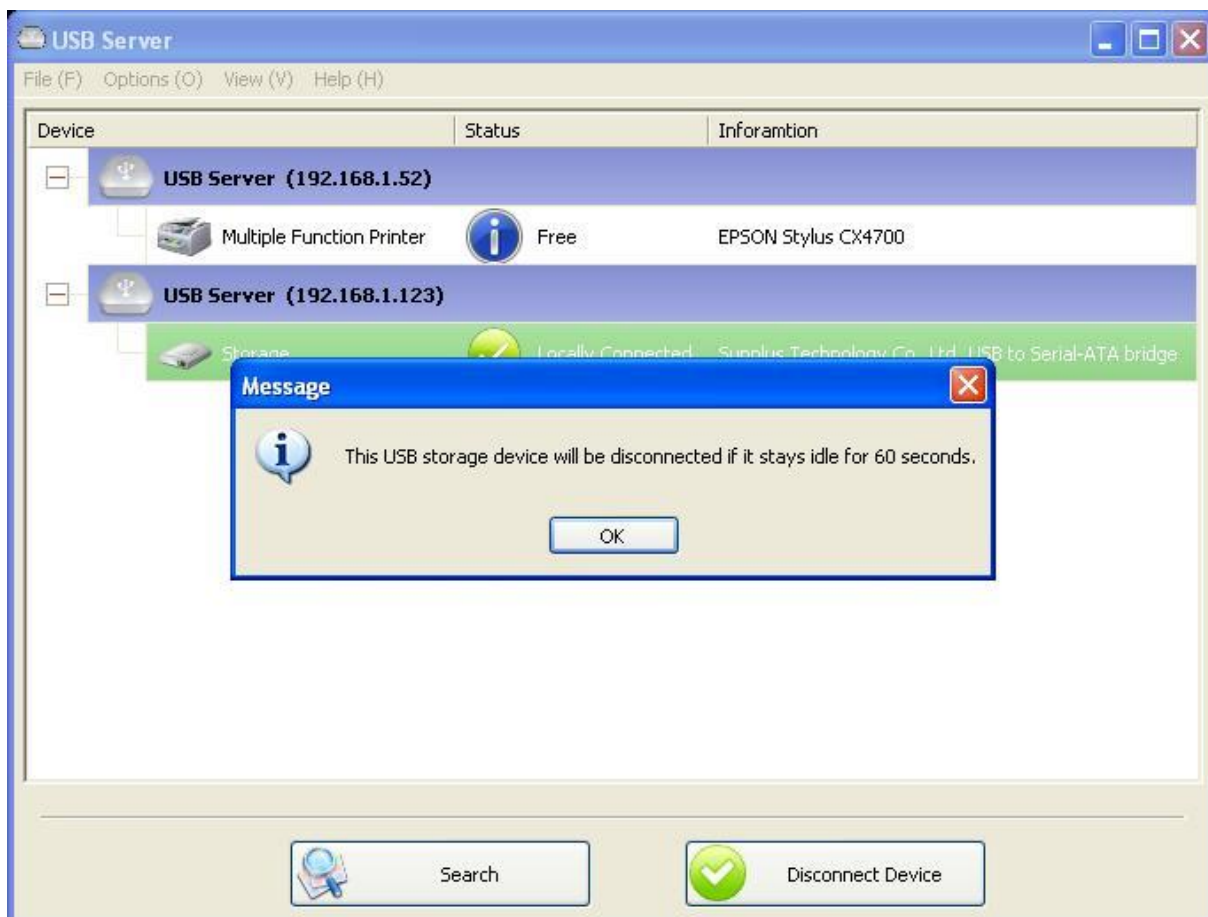 USB Server
File (F) Options (O) View (V) Help (H)
Device Status Inforamtion
USB Server (192.168.1.52)
Multiple Function Printer Free EPSON Stylus CX4700
USB Server (192.168.1.123)
Storage Locally Connected Sunplus Technology Co., Ltd. USB to Serial-ATA bridge
Message
This USB storage device will be disconnected if it stays idle for 60 seconds.
OK
Search Disconnect Device